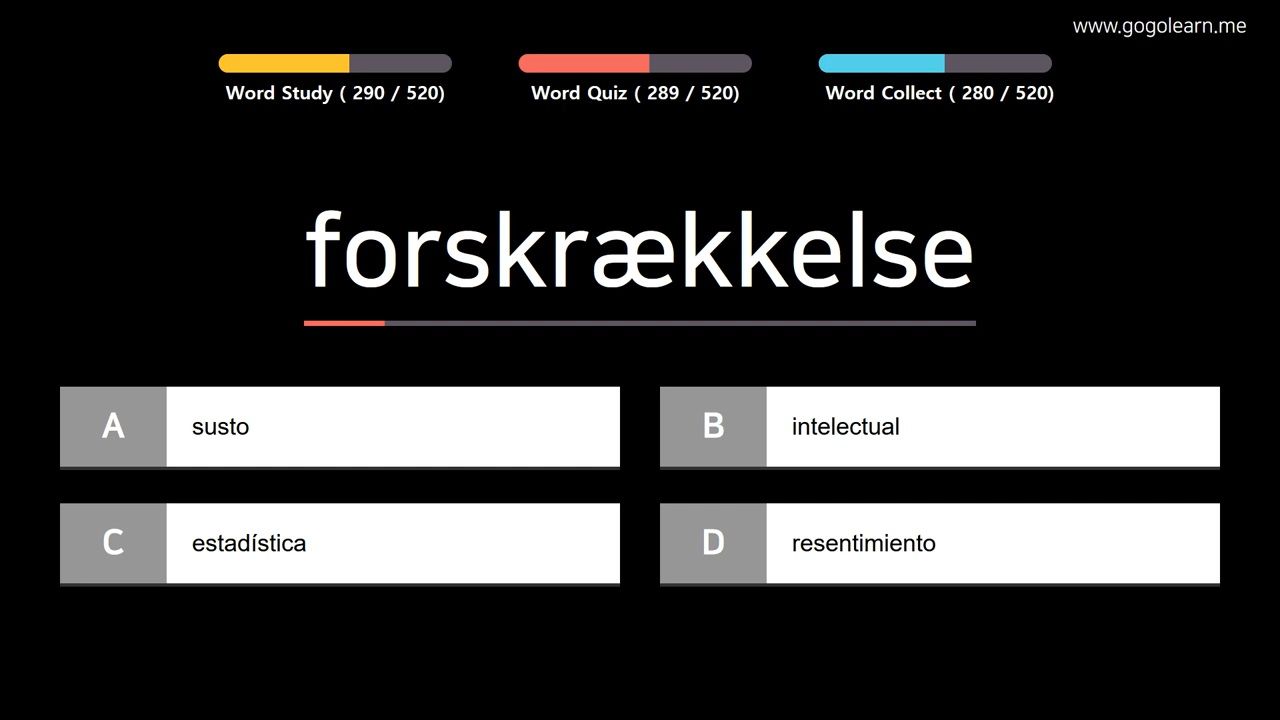 www.gogolearn.me
Word Study ( 290 / 520)
Word Quiz ( 289 / 520)
Word Collect ( 280 / 520)
forskrækkelse
A susto
B intelectual
C estadística
D resentimiento